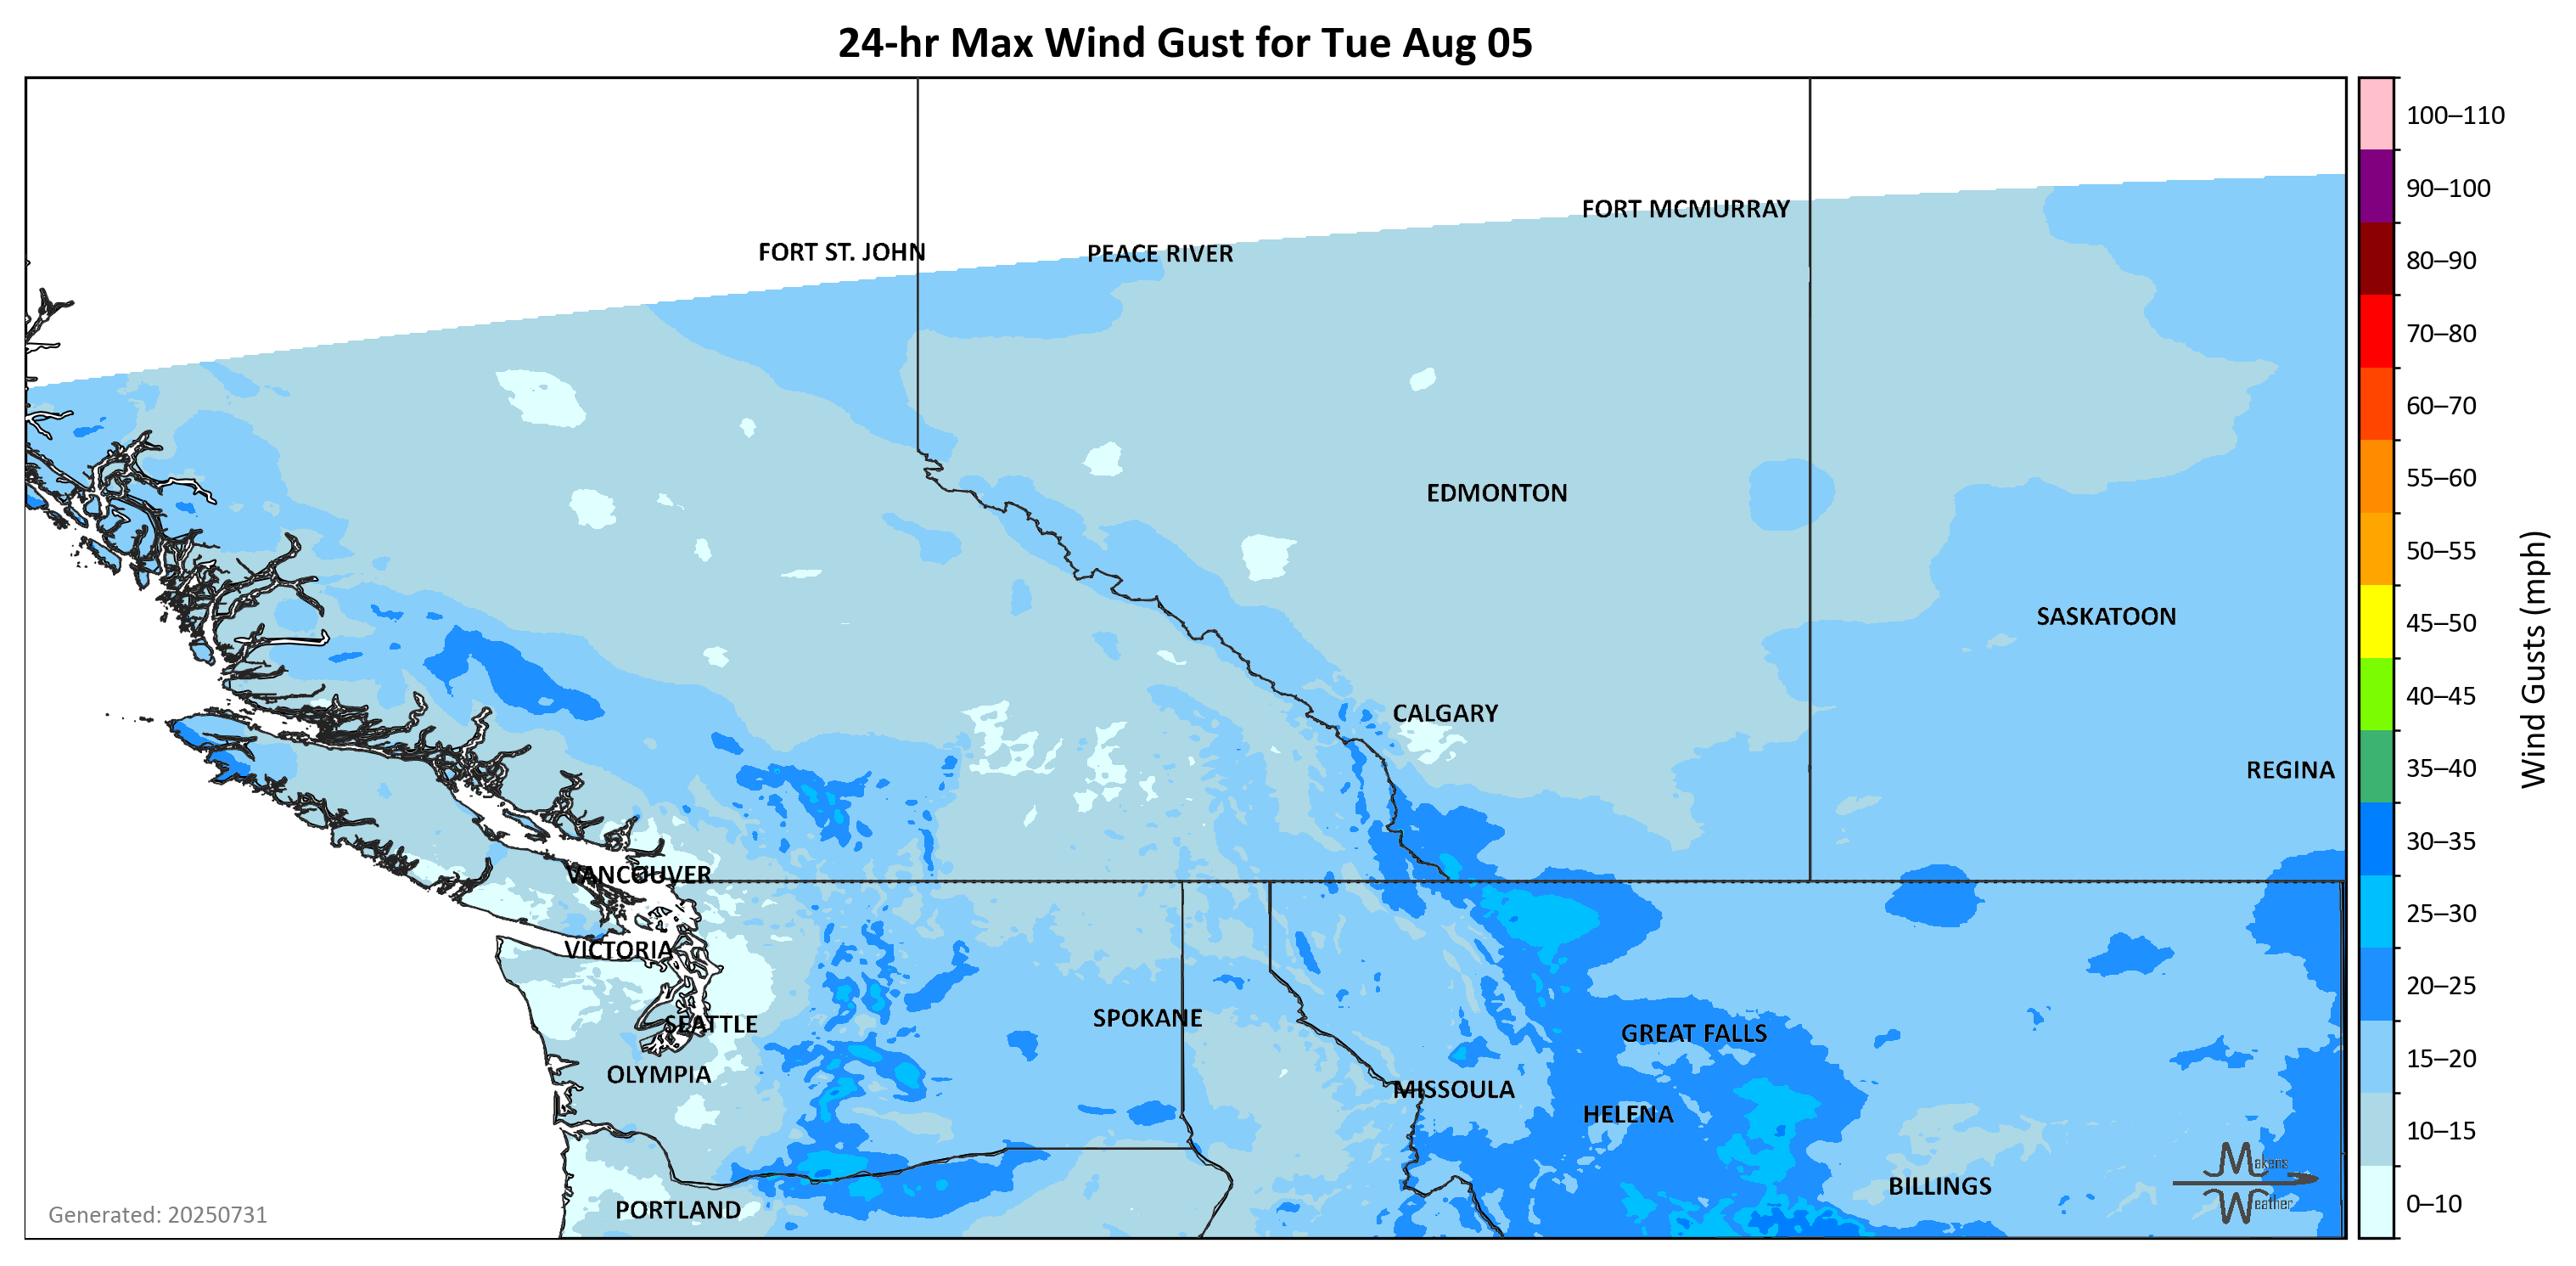 24-hr Max Wind Gust for Tue Aug 05
100–110
90–100
80–90
70–80
60–70
55–60
50–55
45–50
40–45
35–40
30–35
25–30
20–25
15–20
10–15
0–10
Wind Gusts (mph)
FORT MCMURRAY
FORT ST. JOHN
PEACE RIVER
EDMONTON
SASKATOON
CALGARY
REGINA
VANCOUVER
VICTORIA
SPOKANE
SEATTLE
GREAT FALLS
OLYMPIA
MISSOULA
HELENA
BILLINGS
PORTLAND
Makens
Weather
Generated: 20250731